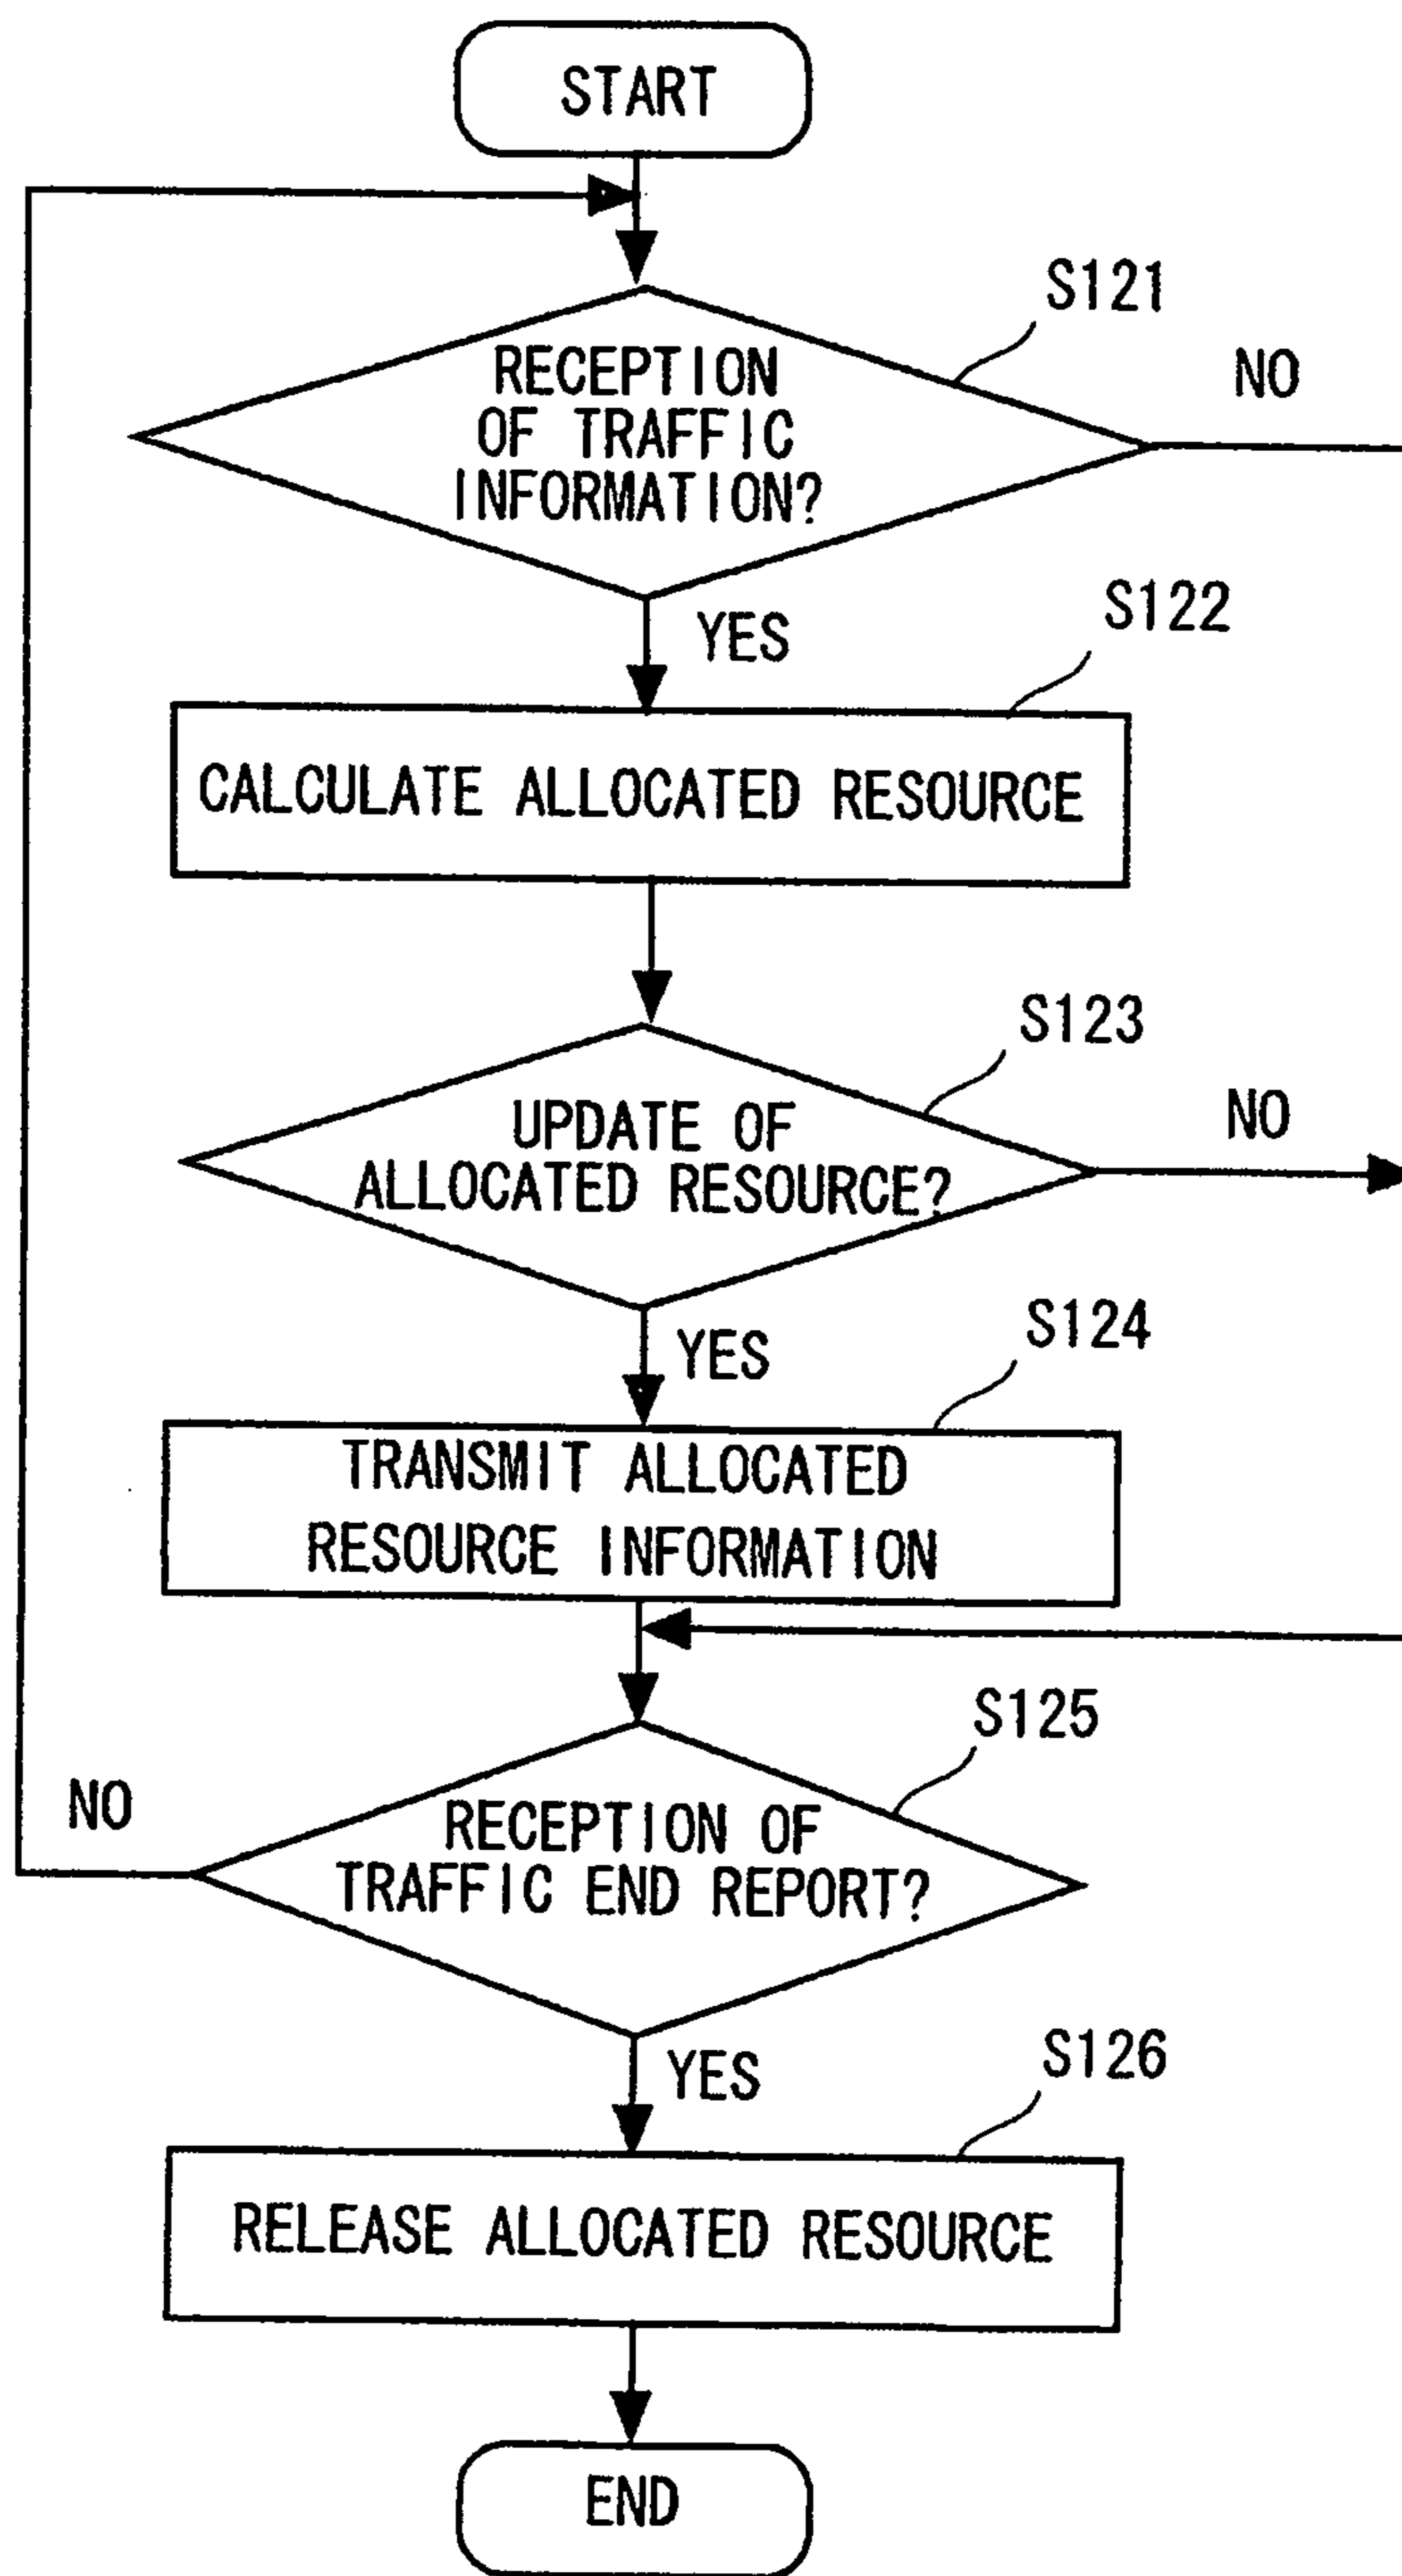 START
S121
RECEPTION
OF TRAFFIC
INFORMATION?
NO
YES
S122
CALCULATE ALLOCATED RESOURCE
S123
UPDATE OF
ALLOCATED RESOURCE?
NO
YES
S124
TRANSMIT ALLOCATED
RESOURCE INFORMATION
S125
NO
RECEPTION OF
TRAFFIC END REPORT?
YES
S126
RELEASE ALLOCATED RESOURCE
END